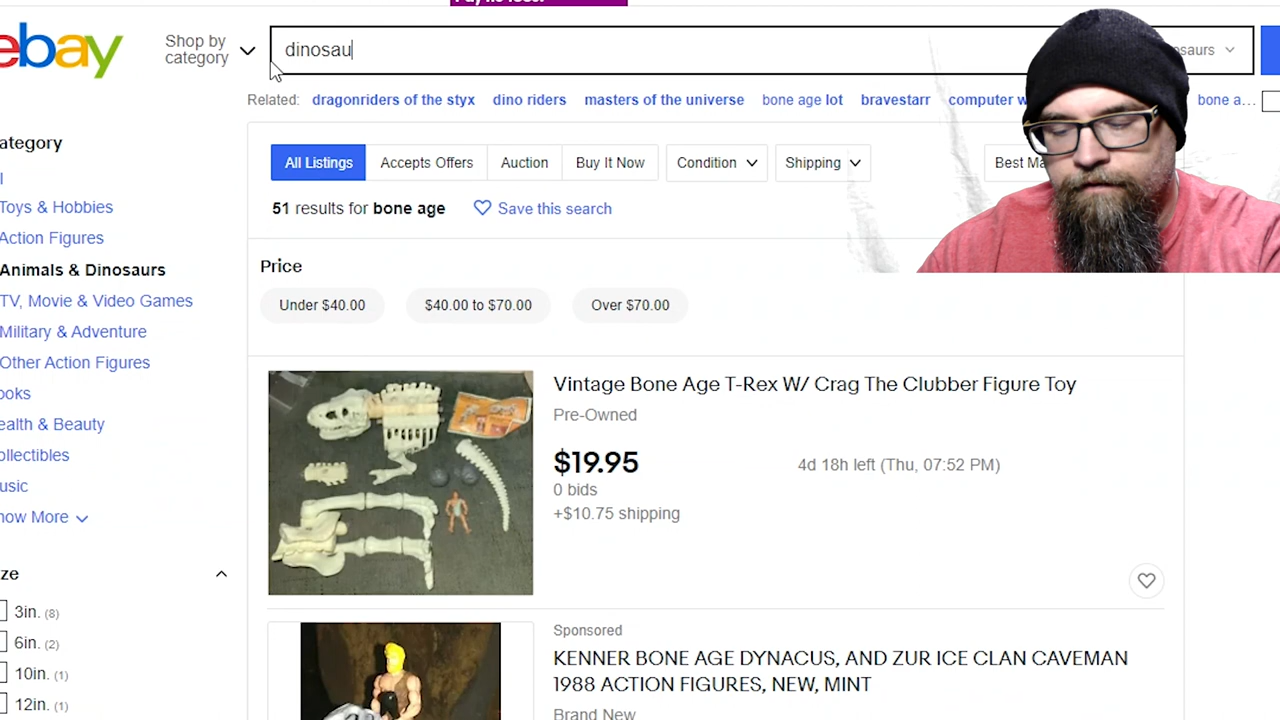 ebay
Shop by
category
dinosau
Related: dragonriders of the styx dino riders masters of the universe bone age lot bravestarr computer bone a...
ategory
Toys & Hobbies
Action Figures
Animals & Dinosaurs
TV, Movie & Video Games
Military & Adventure
Other Action Figures
ooks
ealth & Beauty
ollectibles
usic
how More
ze
3in. (8)
6in. (2)
10in. (1)
12in. (1)
All Listings Accepts Offers Auction Buy It Now Condition Shipping Best
51 results for bone age Save this search
Price
Under $40.00 $40.00 to $70.00 Over $70.00
Vintage Bone Age T-Rex W/ Crag The Clubber Figure Toy
Pre-Owned
$19.95
0 bids
+$10.75 shipping
4d 18h left (Thu, 07:52 PM)
Sponsored
KENNER BONE AGE DYNACUS, AND ZUR ICE CLAN CAVEMAN
1988 ACTION FIGURES, NEW, MINT
Brand New